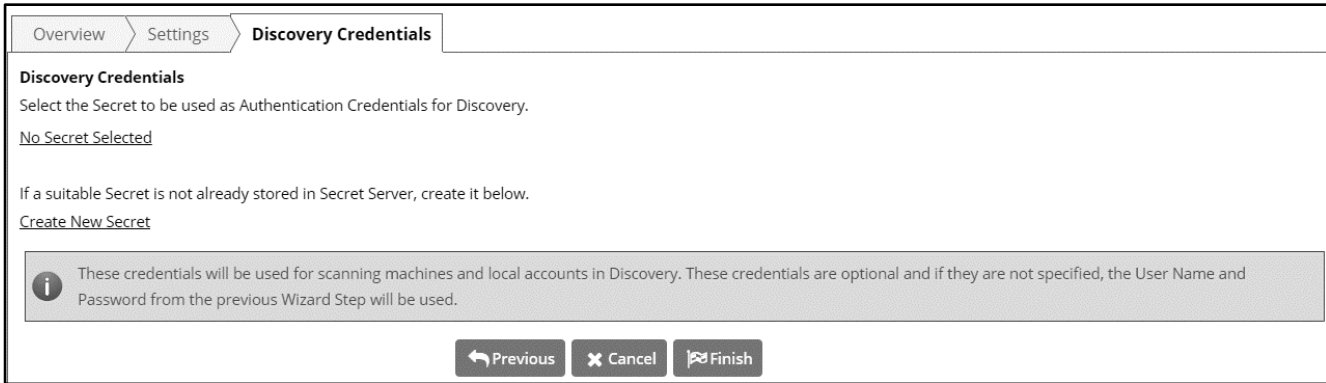 Overview Settings Discovery Credentials
Discovery Credentials
Select the Secret to be used as Authentication Credentials for Discovery.
No Secret Selected
If a suitable Secret is not already stored in Secret Server, create it below.
Create New Secret
These credentials will be used for scanning machines and local accounts in Discovery. These credentials are optional and if they are not specified, the User Name and
Password from the previous Wizard Step will be used.
Previous Cancel Finish